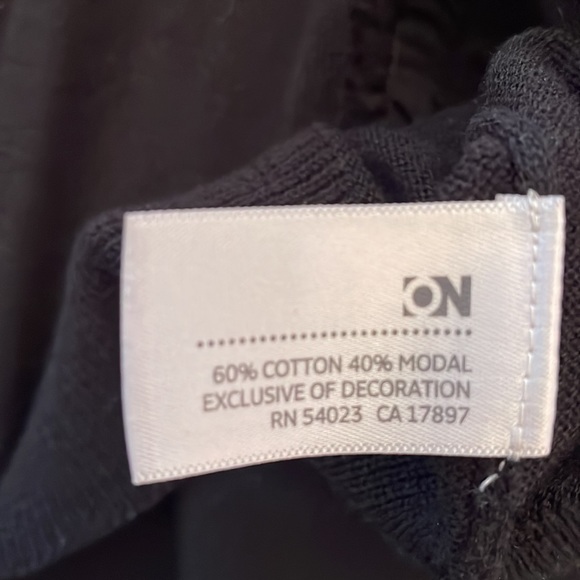 ON
60% COTTON 40% MODAL
EXCLUSIVE OF DECORATION
RN 54023 CA 17897